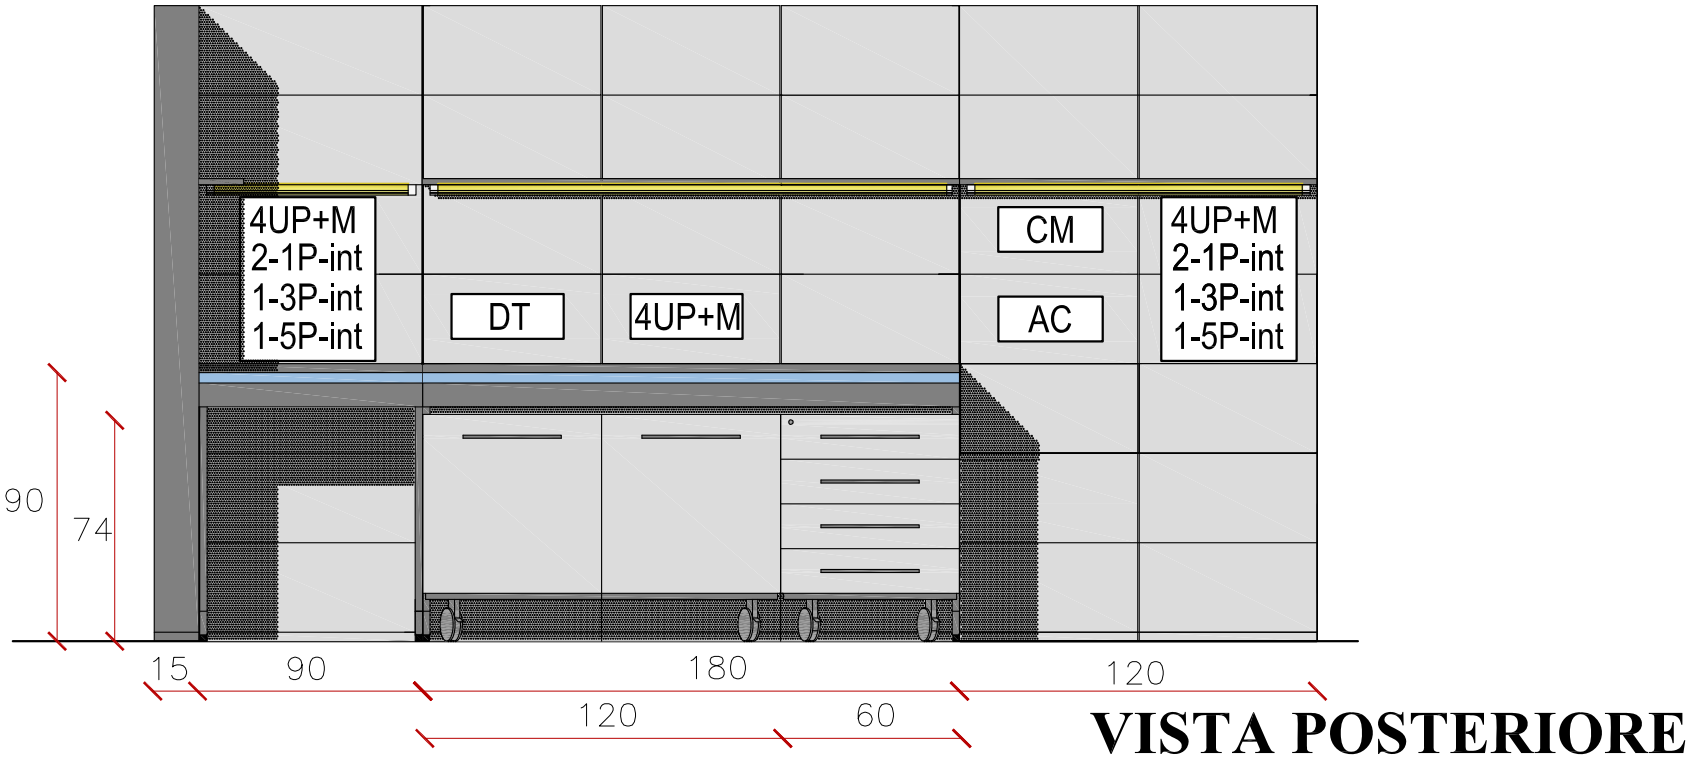 4UP+M
2-1P-int
1-3P-int
1-5P-int
DT
4UP+M
CM
AC
4UP+M
2-1P-int
1-3P-int
1-5P-int
90
74
15
90
180
120
120
60
VISTA POSTERIORE